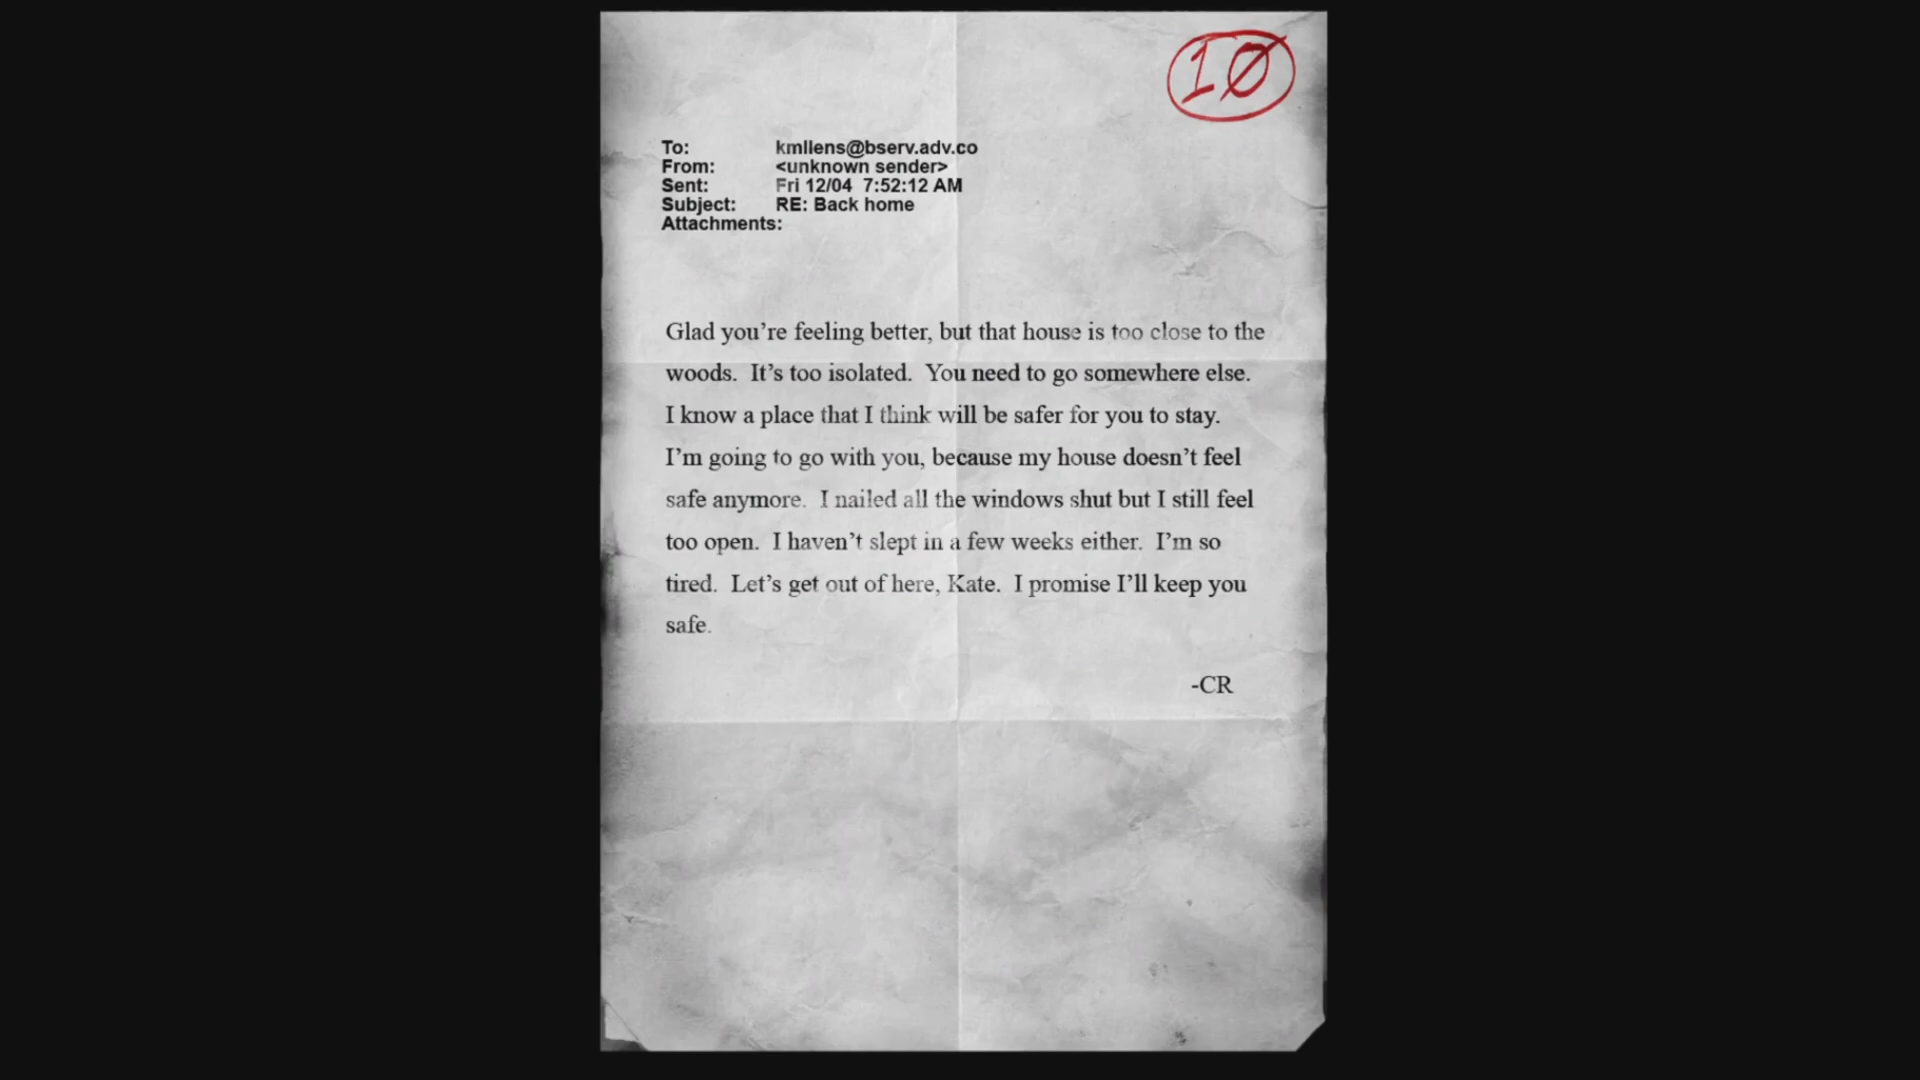 10
To: kmllens@bserv.adv.co
From: <unknown sender>
Sent: Fri 12/04 7:52:12 AM
Subject: RE: Back home
Attachments:
Glad you're feeling better, but that house is too close to the
woods. It's too isolated. You need to go somewhere else.
I know a place that I think will be safer for you to stay.
I'm going to go with you, because my house doesn't feel
safe anymore. I nailed all the windows shut but I still feel
too open. I haven't slept in a few weeks either. I'm so
tired. Let's get out of here, Kate. I promise I'll keep you
safe.
-CR